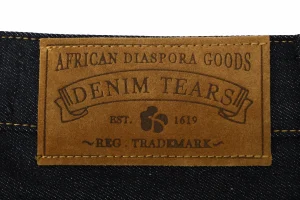 AFRICAN DIASPORA GOODS
DENIM TEARS
EST. 1619
~REG. TRADEMARK~